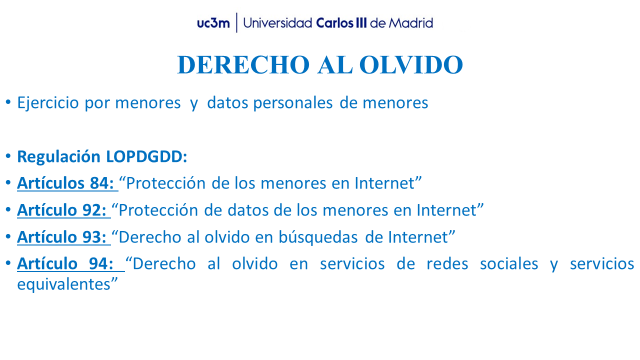 uc3m | Universidad Carlos III de Madrid
DERECHO AL OLVIDO
• Ejercicio por menores y datos personales de menores
• Regulación LOPDGDD:
• Artículos 84: “Protección de los menores en Internet”
• Artículo 92: “Protección de datos de los menores en Internet”
• Artículo 93: “Derecho al olvido en búsquedas de Internet”
• Artículo 94: “Derecho al olvido en servicios de redes sociales y servicios
equivalentes”